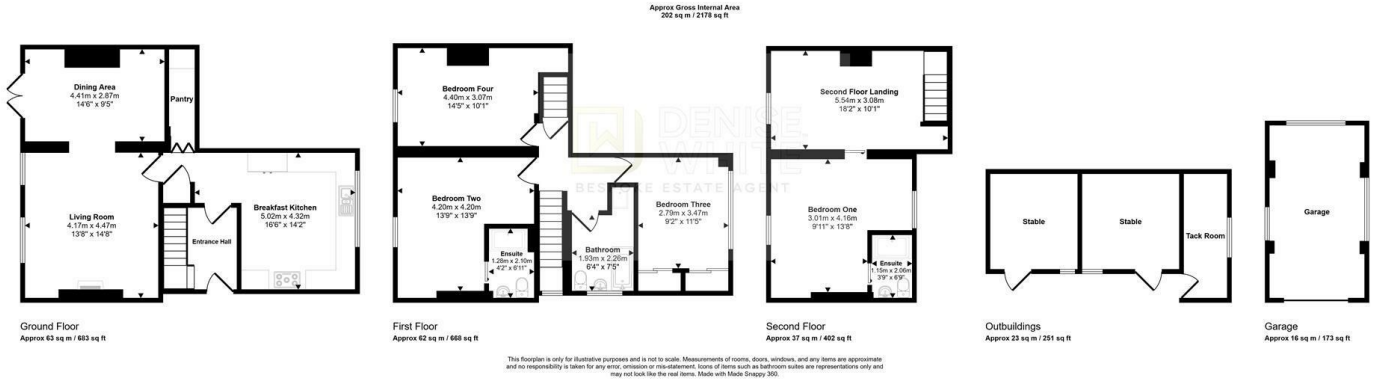 Approx Gross Internal Area
202 sq m / 2178 sq ft
DENISE
WHITE
BESPOKE ESTATE AGENT
Dining Area
4.41m x 2.87m
14'6" x 9'5"
Pantry
Living Room
4.17m x 4.47m
13'8" x 14'8"
Entrance Hall
Breakfast Kitchen
5.02m x 4.32m
16'6" x 14'2"
Ground Floor
Approx 63 sq m / 683 sq ft
Bedroom Four
4.40m x 3.07m
14'5" x 10'1"
Bedroom Two
4.20m x 4.20m
13'9" x 13'9"
Ensuite
1.28m x 2.10m
4'2" x 6'11"
Bathroom
1.93m x 2.26m
6'4" x 7'5"
Bedroom Three
2.79m x 3.47m
9'2" x 11'5"
First Floor
Approx 62 sq m / 668 sq ft
Second Floor Landing
5.54m x 3.08m
18'2" x 10'1"
Bedroom One
3.01m x 4.16m
9'11" x 13'8"
Ensuite
1.15m x 2.06m
3'9" x 6'9"
Second Floor
Approx 37 sq m / 402 sq ft
Stable
Stable
Tack Room
Outbuildings
Approx 23 sq m / 251 sq ft
Garage
Garage
Approx 16 sq m / 173 sq ft
This floorplan is only for illustrative purposes and is not to scale. Measurements of rooms, doors, windows, and any items are approximate
and no responsibility is taken for any error, omission or mis-statement. Icons of items such as bathroom suites are representations only and
may not look like the real items. Made with Made Snappy 360.